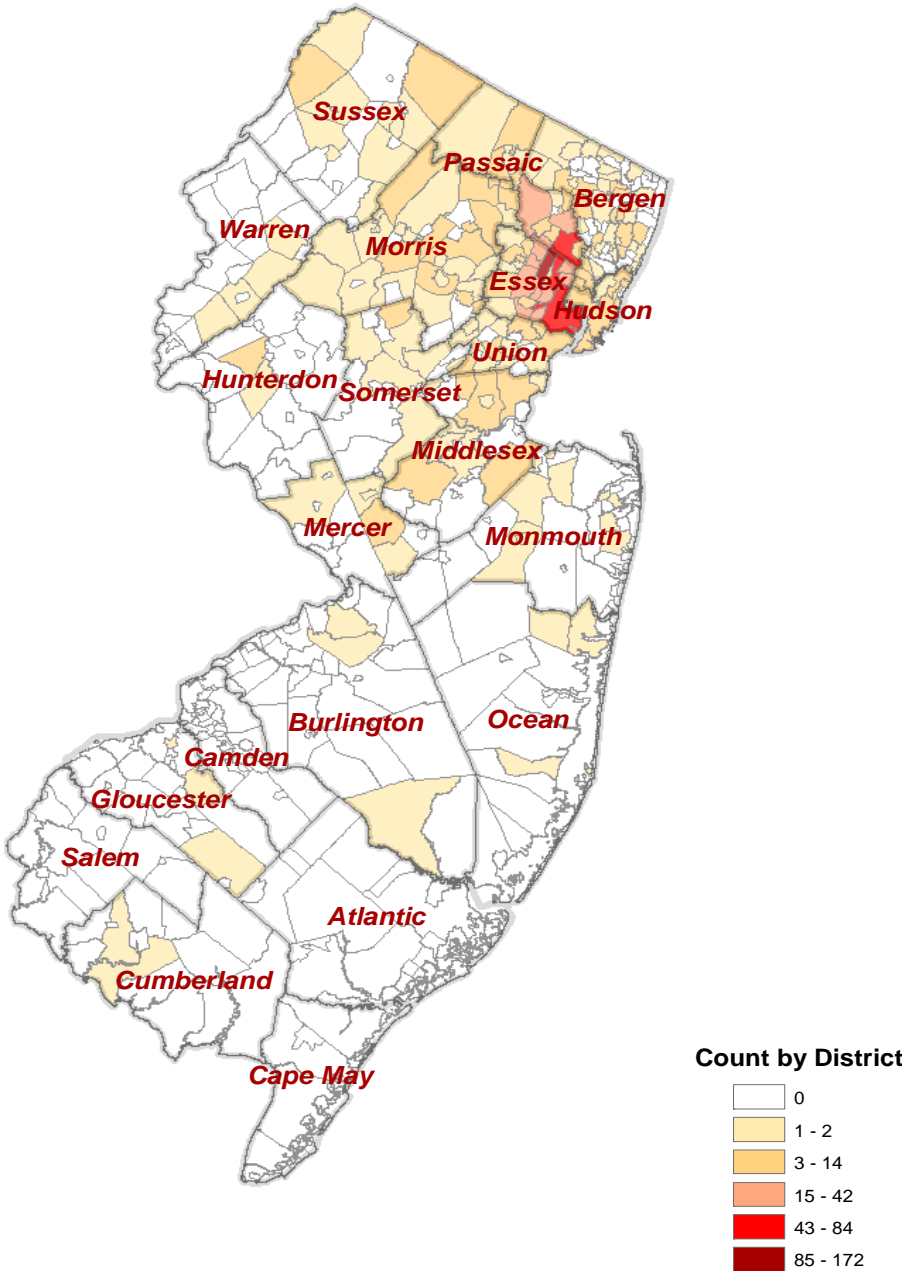 Sussex
Passaic
Bergen
Warren
Morris
Essex
Hudson
Union
Hunterdon
Somerset
Middlesex
Mercer
Monmouth
Burlington
Ocean
Camden
Gloucester
Salem
Atlantic
Cumberland
Cape May
Count by District
0
1 - 2
3 - 14
15 - 42
43 - 84
85 - 172